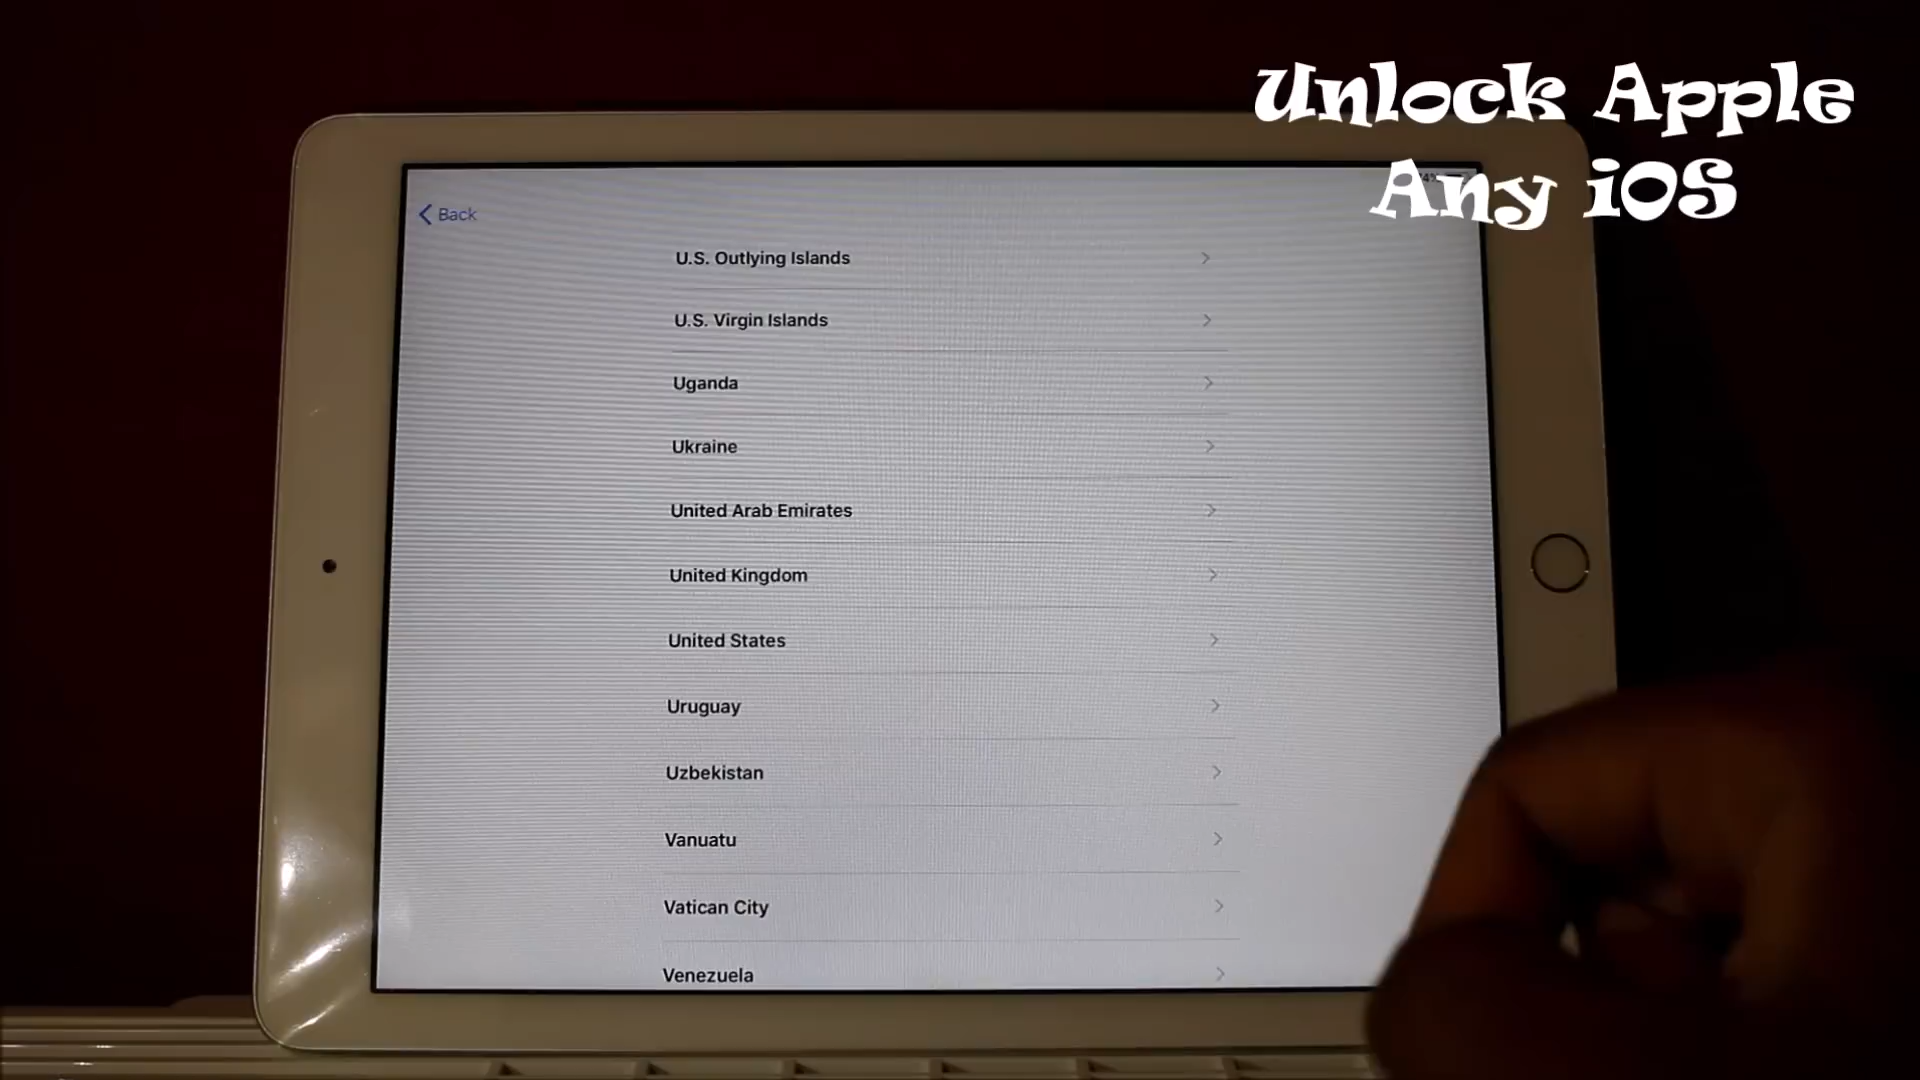 Unlock Apple
Any iOS
Back
U.S. Outlying Islands
U.S. Virgin Islands
Uganda
Ukraine
United Arab Emirates
United Kingdom
United States
Uruguay
Uzbekistan
Vanuatu
Vatican City
Venezuela